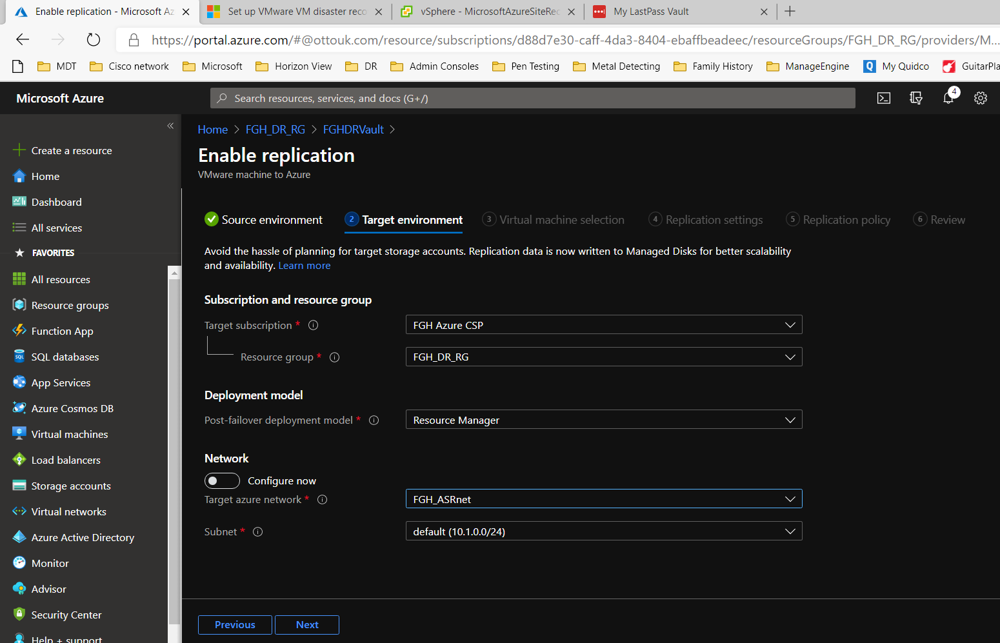 Enable replication - Microsoft Az
Set up VMware VM disaster reco
vSphere - MicrosoftAzureSiteRec
My LastPass Vault
https://portal.azure.com/#@ottouk.com/resource/subscriptions/d88d7e30-caff-4da3-8404-ebaffbeadeec/resourceGroups/FGH_DR_RG/providers/M...
MDT
Cisco network
Microsoft
Horizon View
DR
Admin Consoles
Pen Testing
Metal Detecting
Family History
ManageEngine
My Quidco
GuitarPla
Microsoft Azure
Search resources, services, and docs (G+/)
4
Create a resource
Home
Dashboard
All services
FAVORITES
All resources
Resource groups
Function App
SQL
SQL databases
App Services
Azure Cosmos DB
Virtual machines
Load balancers
Storage accounts
Virtual networks
Azure Active Directory
Monitor
Advisor
Security Center
Help + support
Home > FGH_DR_RG > FGHDRVault >
Enable replication
VMware machine to Azure
Source environment
2 Target environment
3 Virtual machine selection
4 Replication settings
5 Replication policy
6 Review
Avoid the hassle of planning for target storage accounts. Replication data is now written to Managed Disks for better scalability
and availability. Learn more
Subscription and resource group
Target subscription *
FGH Azure CSP
Resource group *
FGH_DR_RG
Deployment model
Post-failover deployment model *
Resource Manager
Network
Configure now
Target azure network *
FGH_ASRnet
Subnet *
default (10.1.0.0/24)
Previous
Next